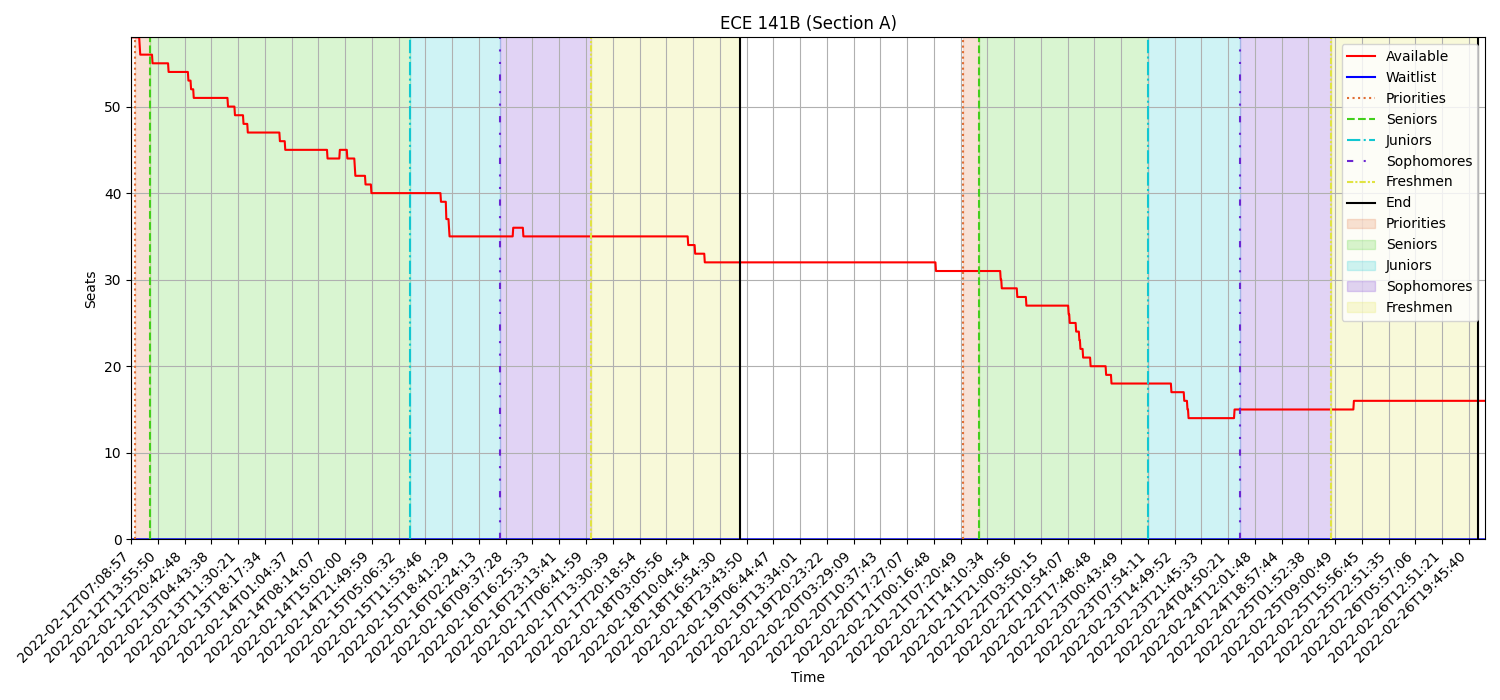 ECE 141B (Section A)
Seats
50
40
30
20
10
0
Available
Waitlist
Priorities
Seniors
Juniors
Sophomores
Freshmen
End
Priorities
Seniors
Juniors
Sophomores
Freshmen
2022-02-12T07:08:57
2022-02-12T13:55:50
2022-02-12T20:42:48
2022-02-13T04:43:38
2022-02-13T11:30:21
2022-02-13T18:17:34
2022-02-14T01:04:37
2022-02-14T08:14:07
2022-02-14T15:02:00
2022-02-14T21:49:59
2022-02-15T05:06:32
2022-02-15T11:53:46
2022-02-15T18:41:29
2022-02-16T02:24:13
2022-02-16T09:37:28
2022-02-16T16:25:33
2022-02-16T23:13:41
2022-02-17T06:41:59
2022-02-17T13:30:39
2022-02-17T20:18:54
2022-02-18T03:05:56
2022-02-18T10:04:54
2022-02-18T16:54:30
2022-02-18T23:43:50
2022-02-19T06:44:47
2022-02-19T13:34:01
2022-02-19T20:23:22
2022-02-20T03:29:09
2022-02-20T10:37:43
2022-02-20T17:27:07
2022-02-21T00:16:48
2022-02-21T07:20:49
2022-02-21T14:10:34
2022-02-21T21:00:56
2022-02-22T03:50:15
2022-02-22T10:54:07
2022-02-22T17:48:48
2022-02-23T00:43:49
2022-02-23T07:54:11
2022-02-23T14:49:52
2022-02-23T21:45:33
2022-02-24T04:50:21
2022-02-24T12:01:48
2022-02-24T18:57:44
2022-02-25T01:52:38
2022-02-25T09:00:49
2022-02-25T15:56:45
2022-02-25T22:51:35
2022-02-26T05:57:06
2022-02-26T12:51:21
2022-02-26T19:45:40
Time